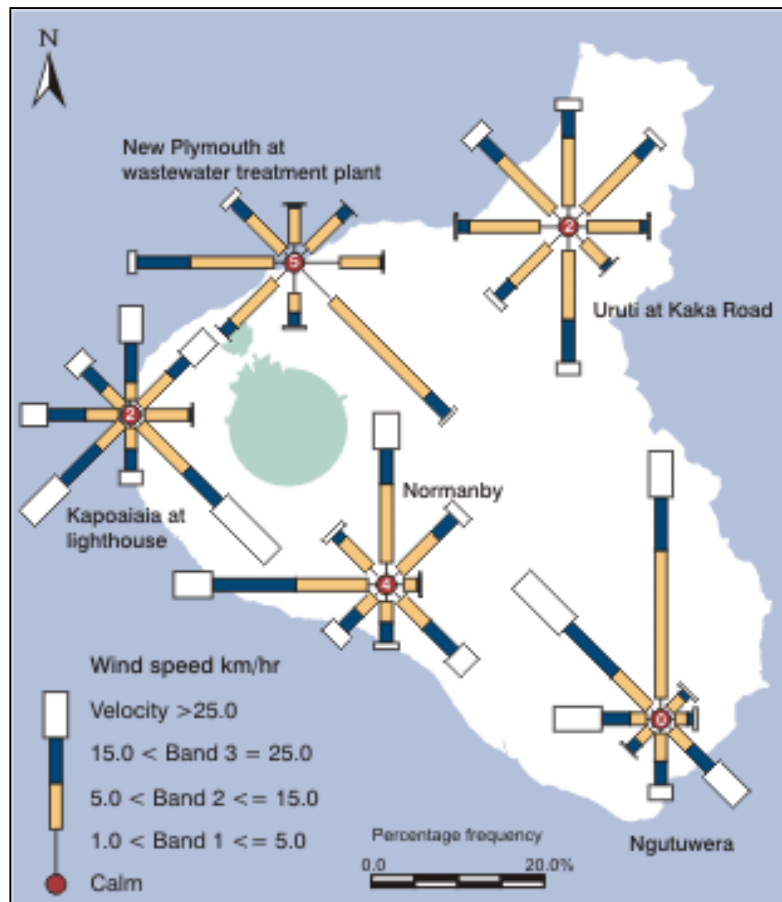 N
New Plymouth at
wastewater treatment plant
5
2
Uruti at Kaka Road
2
Kapoaiaia at
lighthouse
Normanby
4
Ngutuwera
Wind speed km/hr
Velocity >25.0
15.0 < Band 3 = 25.0
5.0 < Band 2 <= 15.0
1.0 < Band 1 <= 5.0
Calm
Percentage frequency
0.0 20.0%